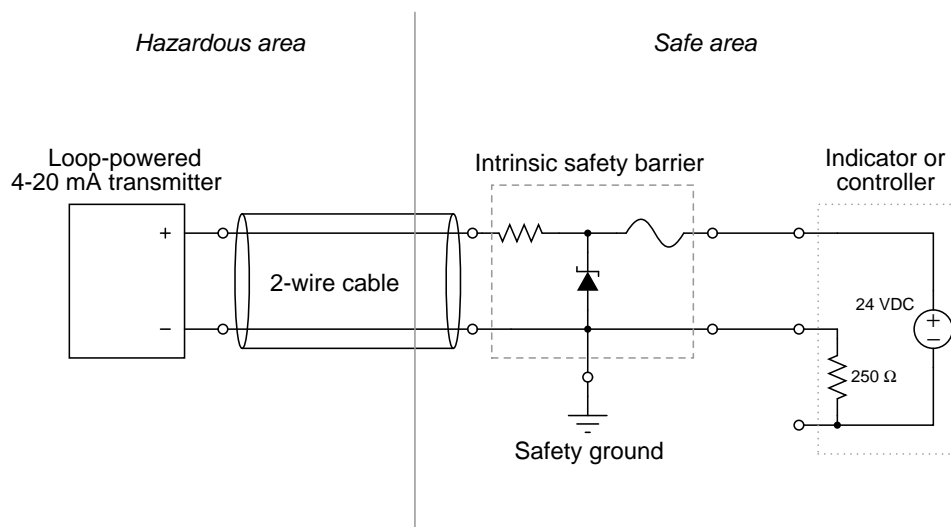 Hazardous area
Safe area
Loop-powered
4-20 mA transmitter
Intrinsic safety barrier
Indicator or
controller
+
−
2-wire cable
24 VDC
+
−
250 Ω
Safety ground